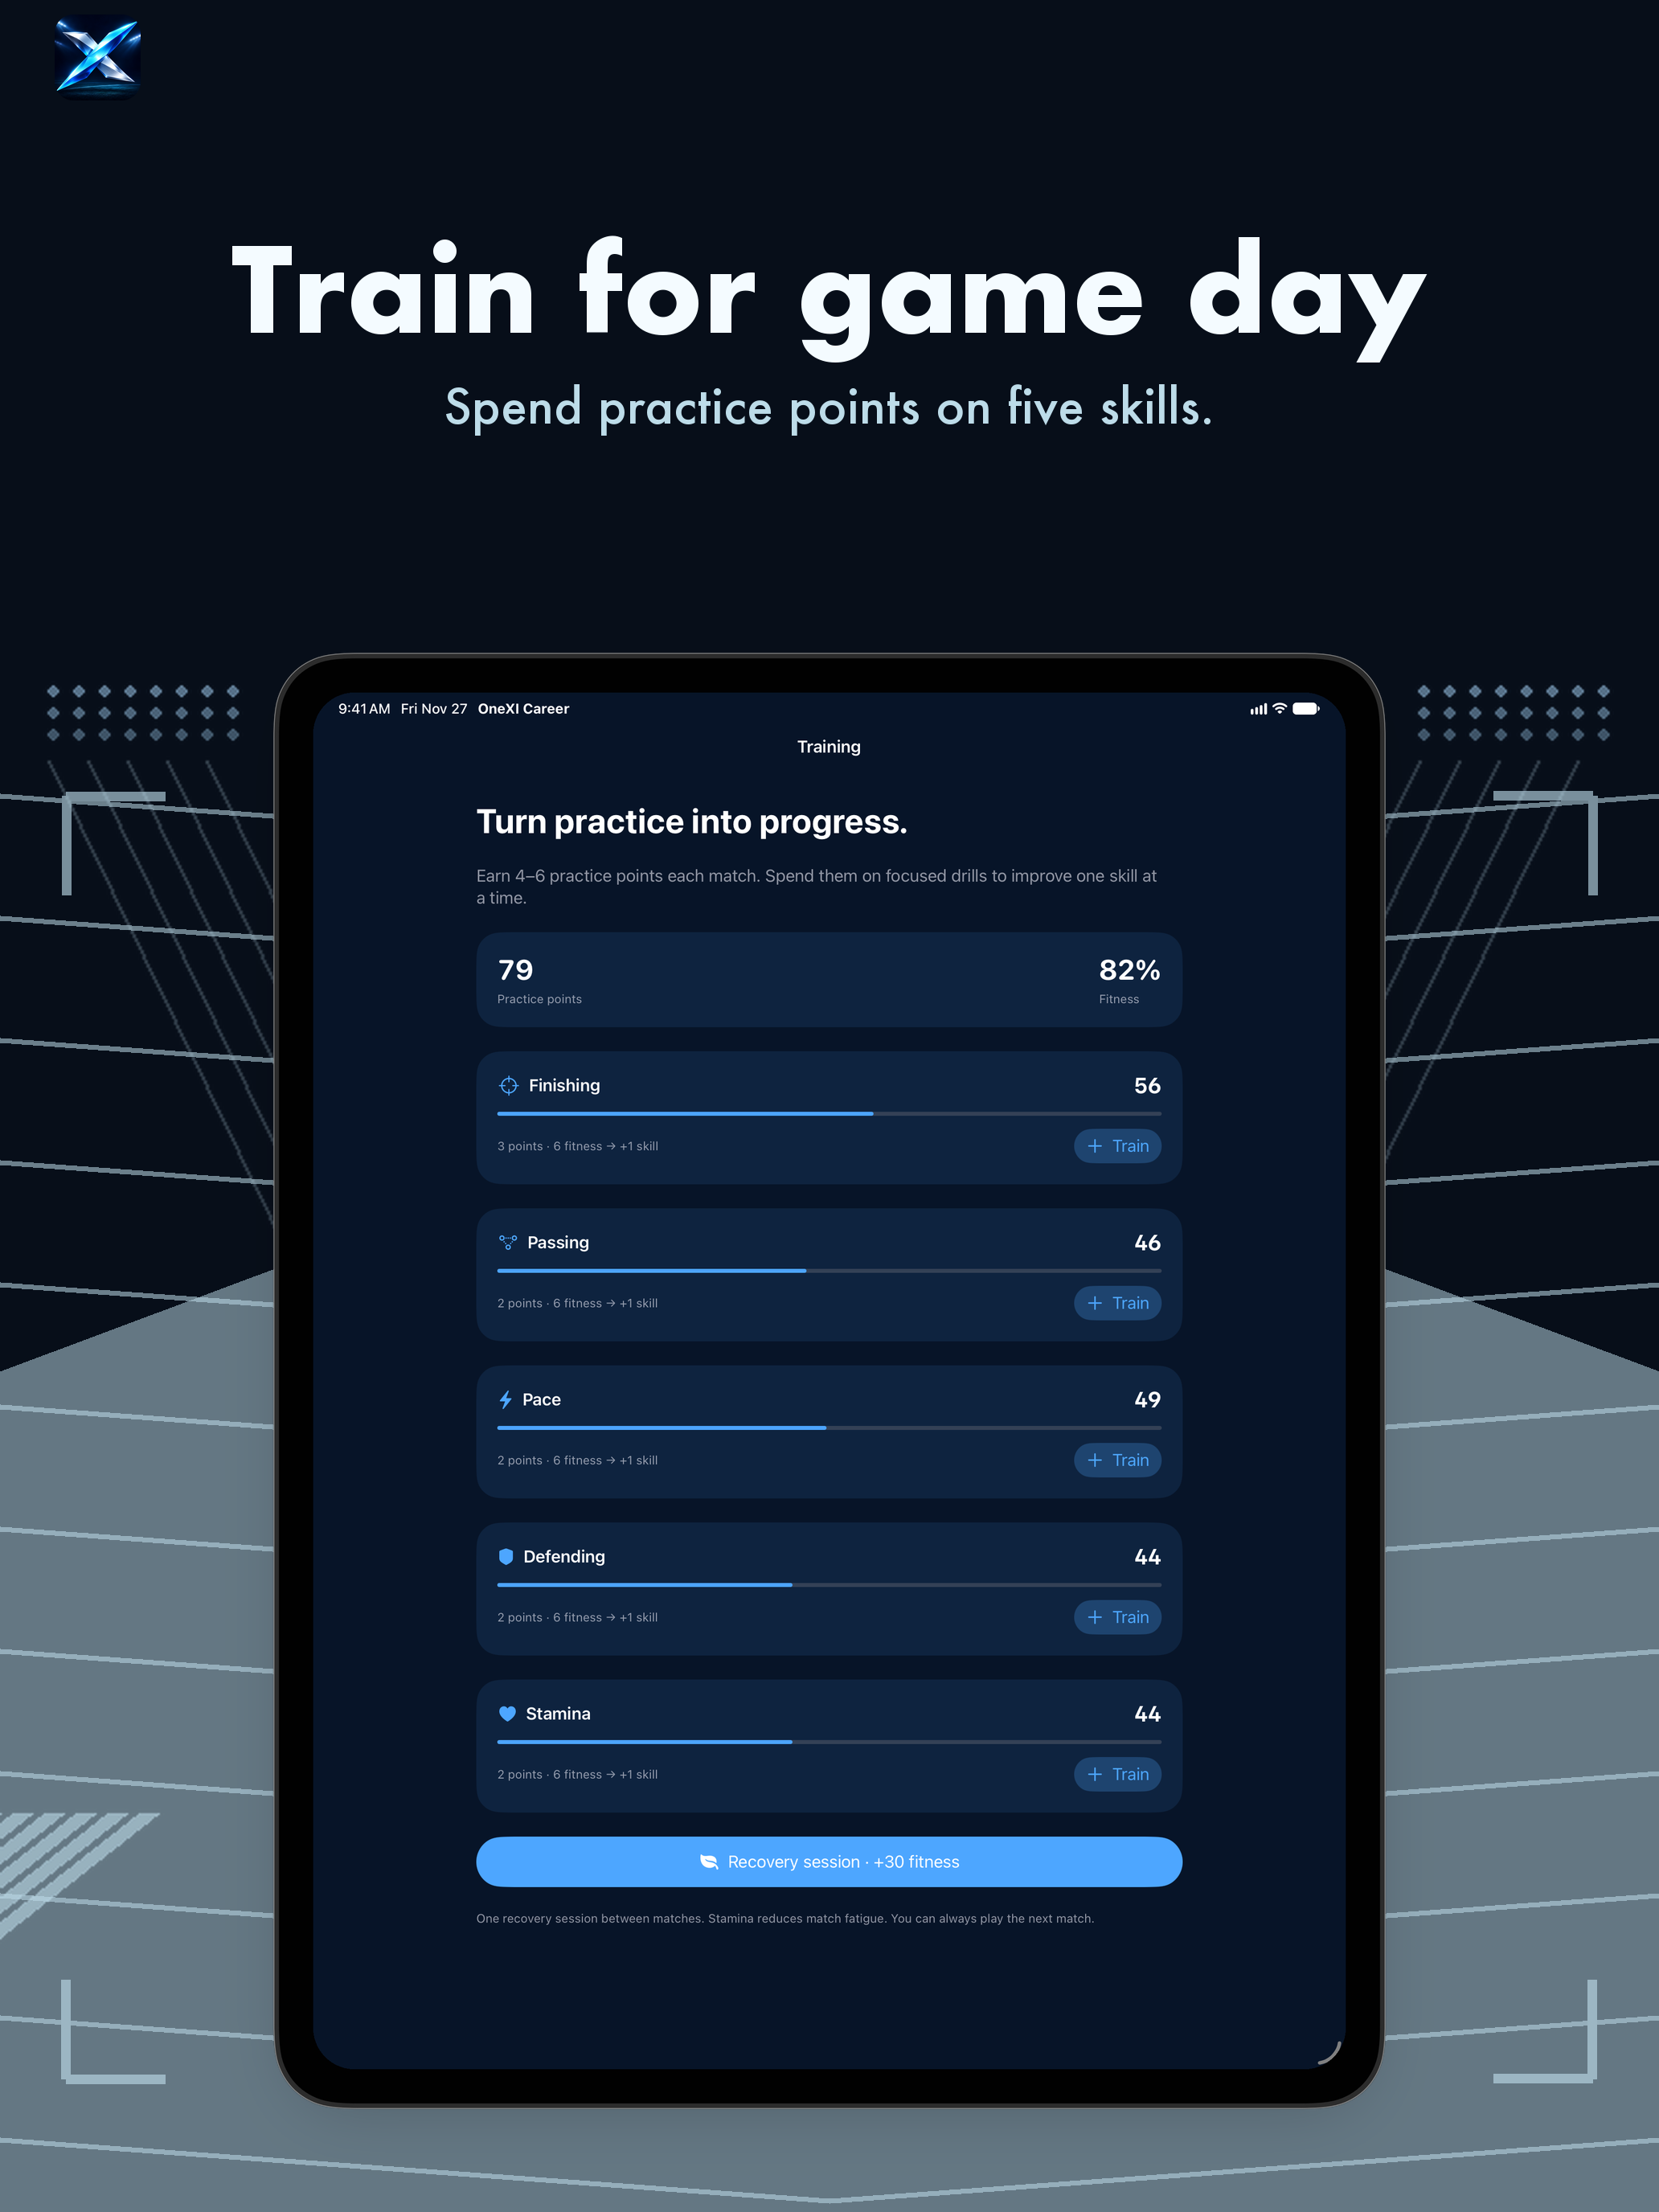 Train for game day
Spend practice points on five skills.
9:41 AM Fri Nov 27 OneXI Career
Training
Turn practice into progress.
Earn 4–6 practice points each match. Spend them on focused drills to improve one skill at
a time.
79 82%
Practice points Fitness
Finishing 56
3 points · 6 fitness → +1 skill + Train
Passing 46
2 points · 6 fitness → +1 skill + Train
Pace 49
2 points · 6 fitness → +1 skill + Train
Defending 44
2 points · 6 fitness → +1 skill + Train
Stamina 44
2 points · 6 fitness → +1 skill + Train
Recovery session · +30 fitness
One recovery session between matches. Stamina reduces match fatigue. You can always play the next match.